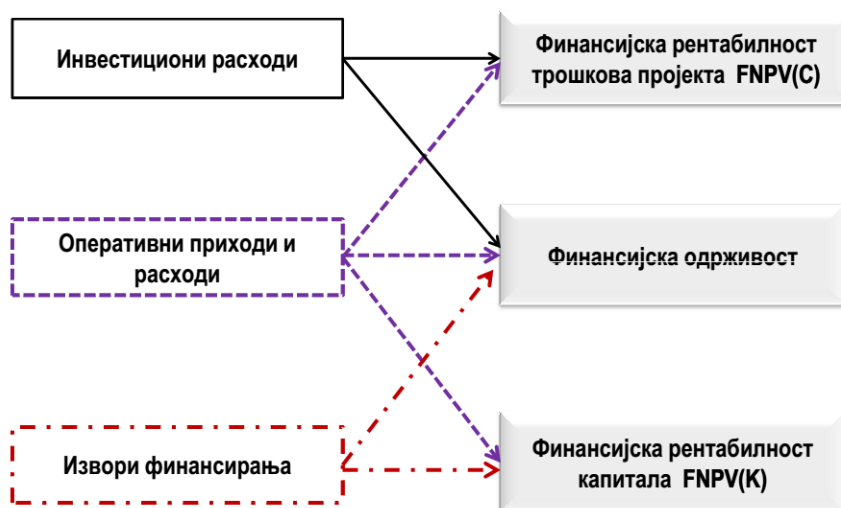 Инвестициони расходи
Финансијска рентабилност
трошкова пројекта FNPV(C)
Оперативни приходи и
расходи
Финансијска одрживост
Извори финансирања
Финансијска рентабилност
капитала FNPV(K)